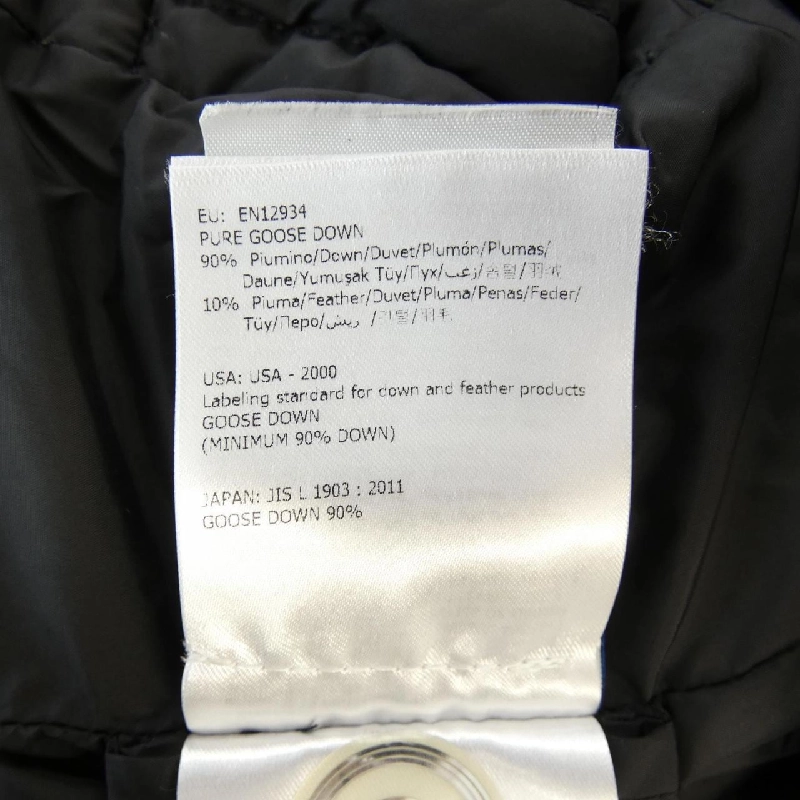 EU: EN12934
PURE GOOSE DOWN
90% Piumino/Down/Duvet/Plumón/Plumas/
Daune/Yumuşak Tüy/Пух/زغب/솜털/羽绒
10% Piuma/Feather/Duvet/Pluma/Penas/Feder/
Tüy/Перо/ريش /깃털/羽毛
USA: USA - 2000
Labeling standard for down and feather products
GOOSE DOWN
(MINIMUM 90% DOWN)
JAPAN: JIS L 1903 : 2011
GOOSE DOWN 90%